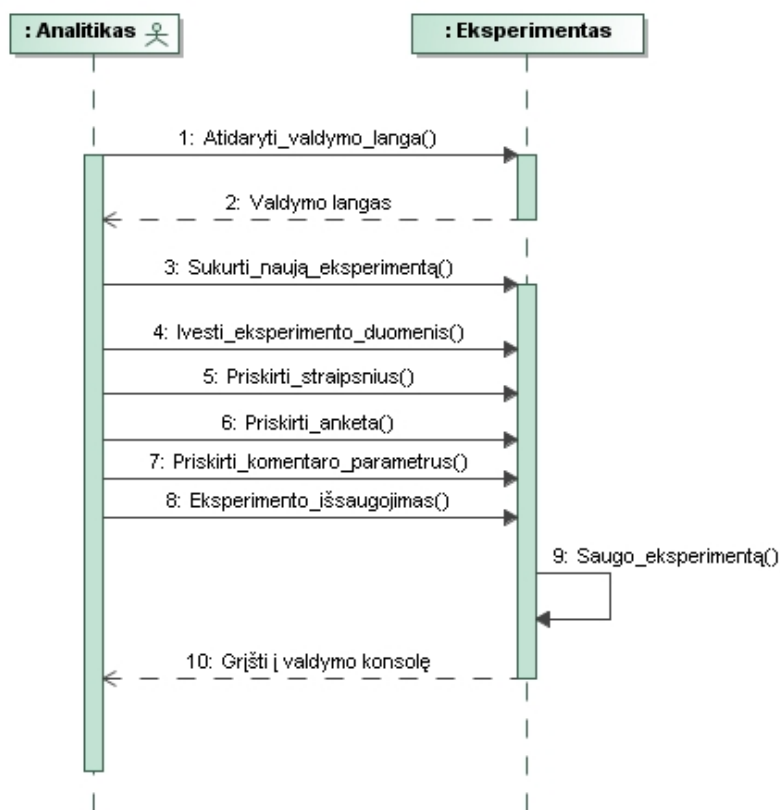 : Analitikas
: Eksperimentas
1: Atidaryti_valdymo_langa()
2: Valdymo langas
3: Sukurti_naują_eksperimentą()
4: Ivesti_eksperimento_duomenis()
5: Priskirti_straipsnius()
6: Priskirti_anketa()
7: Priskirti_komentaro_parametrus()
8: Eksperimento_išsaugojimas()
9: Saugo_eksperimentą()
10: Grįšti į valdymo konsolę